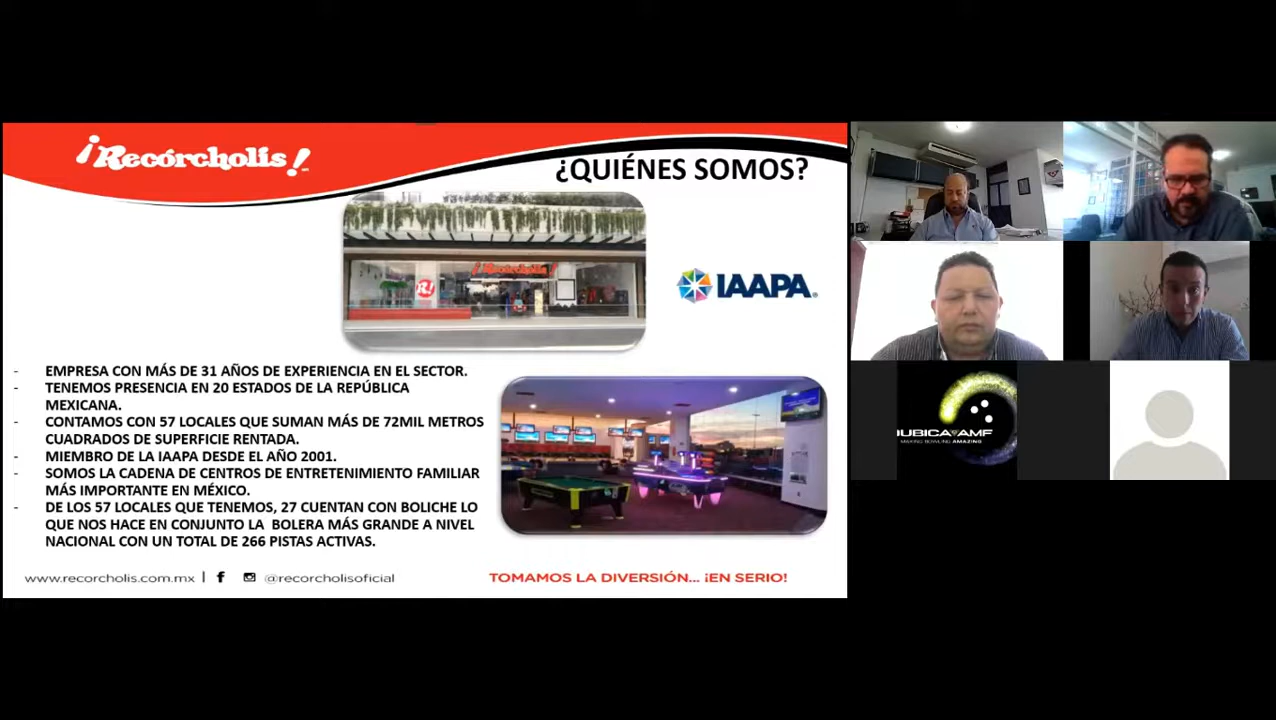 ¡Recórcholis!
¿QUIÉNES SOMOS?
¡Recórcholis!
R!
IAAPA®
- EMPRESA CON MÁS DE 31 AÑOS DE EXPERIENCIA EN EL SECTOR.
- TENEMOS PRESENCIA EN 20 ESTADOS DE LA REPÚBLICA
MEXICANA.
- CONTAMOS CON 57 LOCALES QUE SUMAN MÁS DE 72MIL METROS
CUADRADOS DE SUPERFICIE RENTADA.
- MIEMBRO DE LA IAAPA DESDE EL AÑO 2001.
- SOMOS LA CADENA DE CENTROS DE ENTRETENIMIENTO FAMILIAR
MÁS IMPORTANTE EN MÉXICO.
- DE LOS 57 LOCALES QUE TENEMOS, 27 CUENTAN CON BOLICHE LO
QUE NOS HACE EN CONJUNTO LA BOLERA MÁS GRANDE A NIVEL
NACIONAL CON UN TOTAL DE 266 PISTAS ACTIVAS.
www.recorcholis.com.mx | f @recorcholisoficial
TOMAMOS LA DIVERSIÓN... ¡EN SERIO!
UBICA AMF
MAKING BOWLING AMAZING